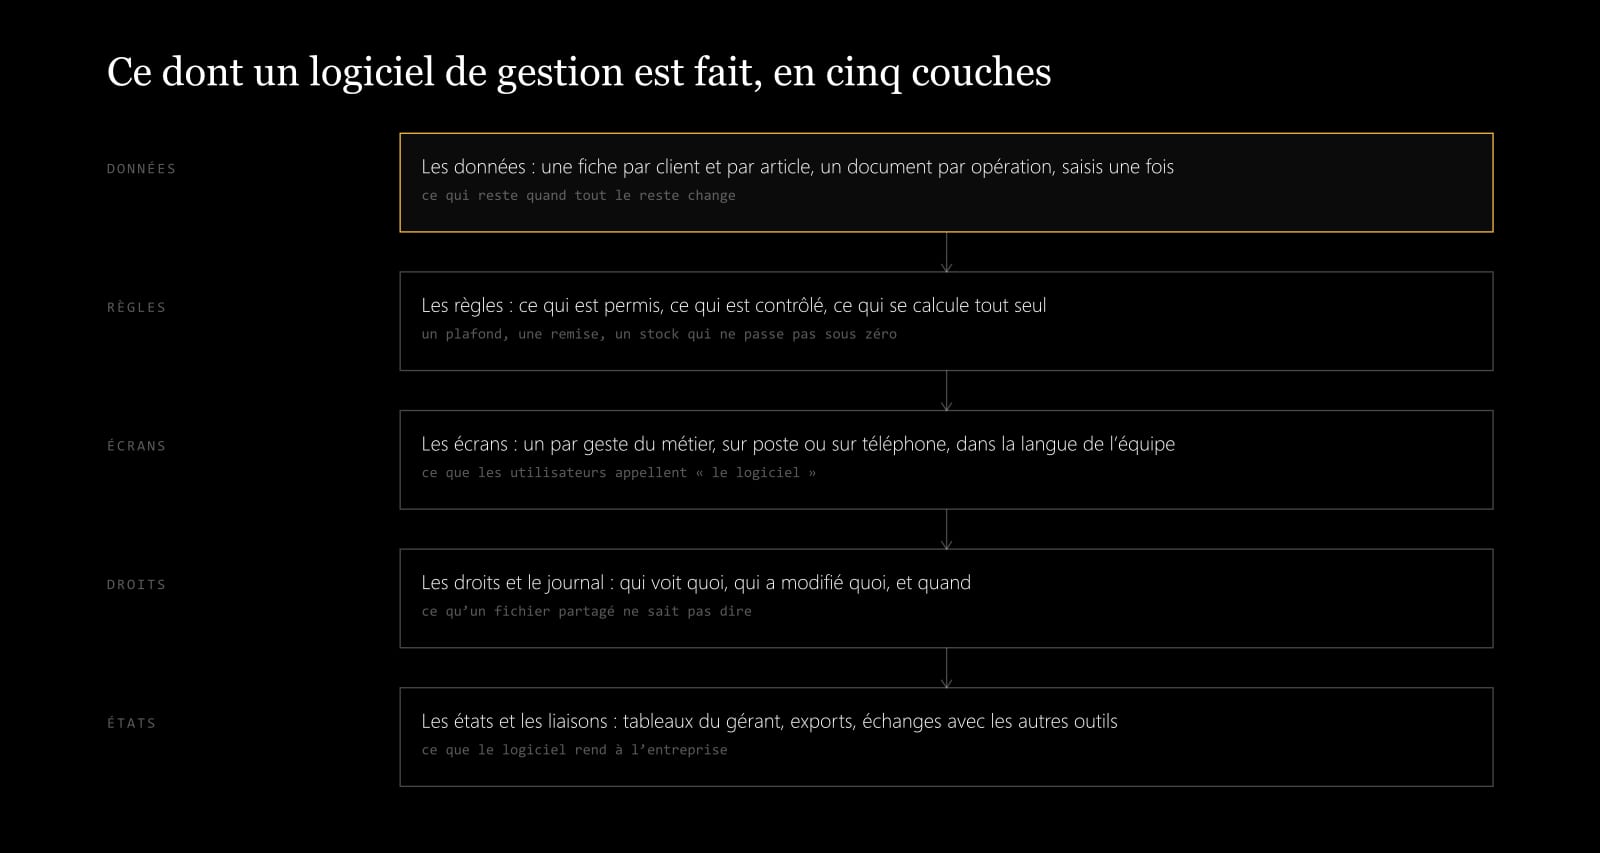 Ce dont un logiciel de gestion est fait, en cinq couches
DONNÉES
Les données : une fiche par client et par article, un document par opération, saisis une fois
ce qui reste quand tout le reste change
RÈGLES
Les règles : ce qui est permis, ce qui est contrôlé, ce qui se calcule tout seul
un plafond, une remise, un stock qui ne passe pas sous zéro
ÉCRANS
Les écrans : un par geste du métier, sur poste ou sur téléphone, dans la langue de l’équipe
ce que les utilisateurs appellent « le logiciel »
DROITS
Les droits et le journal : qui voit quoi, qui a modifié quoi, et quand
ce qu’un fichier partagé ne sait pas dire
ÉTATS
Les états et les liaisons : tableaux du gérant, exports, échanges avec les autres outils
ce que le logiciel rend à l’entreprise